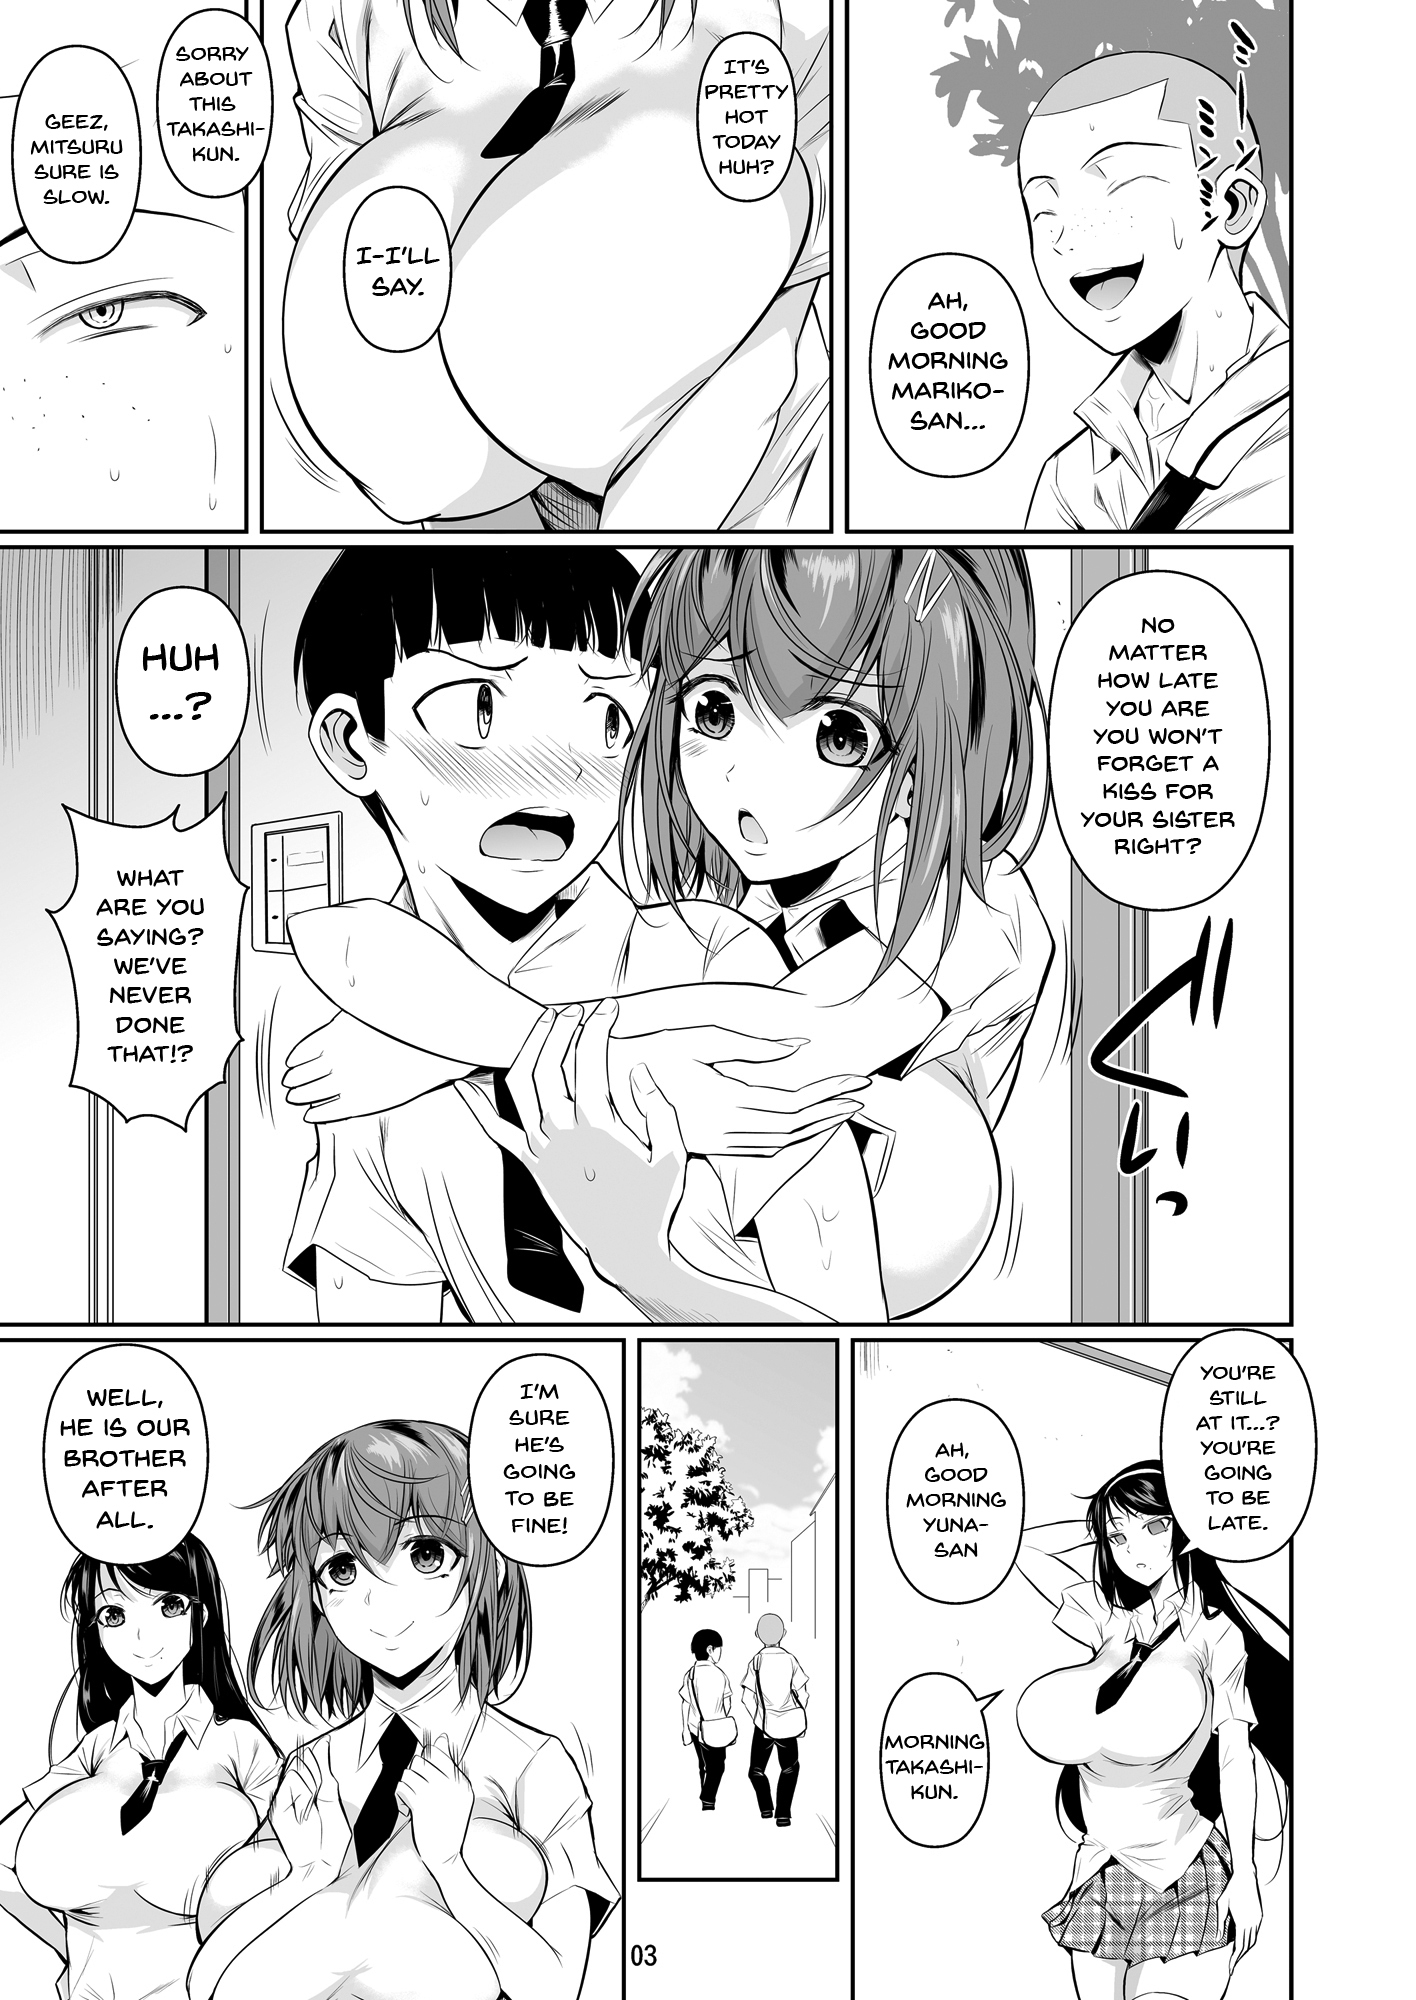 AH,
GOOD
MORNING
MARIKO-
SAN...
IT'S
PRETTY
HOT
TODAY
HUH?
I-I'LL
SAY.
SORRY
ABOUT
THIS
TAKASHI-
KUN.
GEEZ,
MITSURU
SURE IS
SLOW.
NO
MATTER
HOW LATE
YOU ARE
YOU WON'T
FORGET A
KISS FOR
YOUR SISTER
RIGHT?
ぐいっ
HUH
...?
WHAT
ARE YOU
SAYING?
WE'VE
NEVER
DONE
THAT!?
YOU'RE
STILL
AT IT...?
YOU'RE
GOING
TO BE
LATE.
AH,
GOOD
MORNING
YUNA-
SAN
MORNING
TAKASHI-
KUN.
I'M
SURE
HE'S
GOING
TO BE
FINE!
WELL,
HE IS OUR
BROTHER
AFTER
ALL.
03